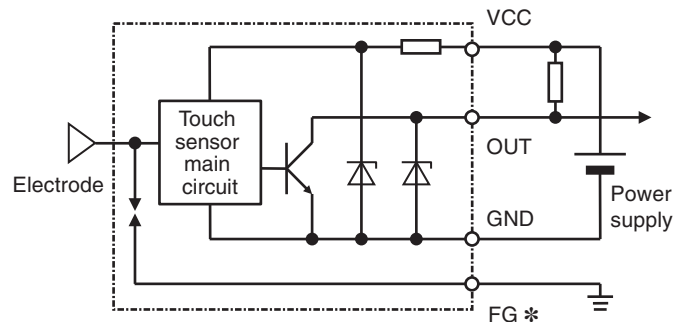 VCC
Touch
sensor
main
circuit
OUT
Electrode
Power
supply
GND
FG *